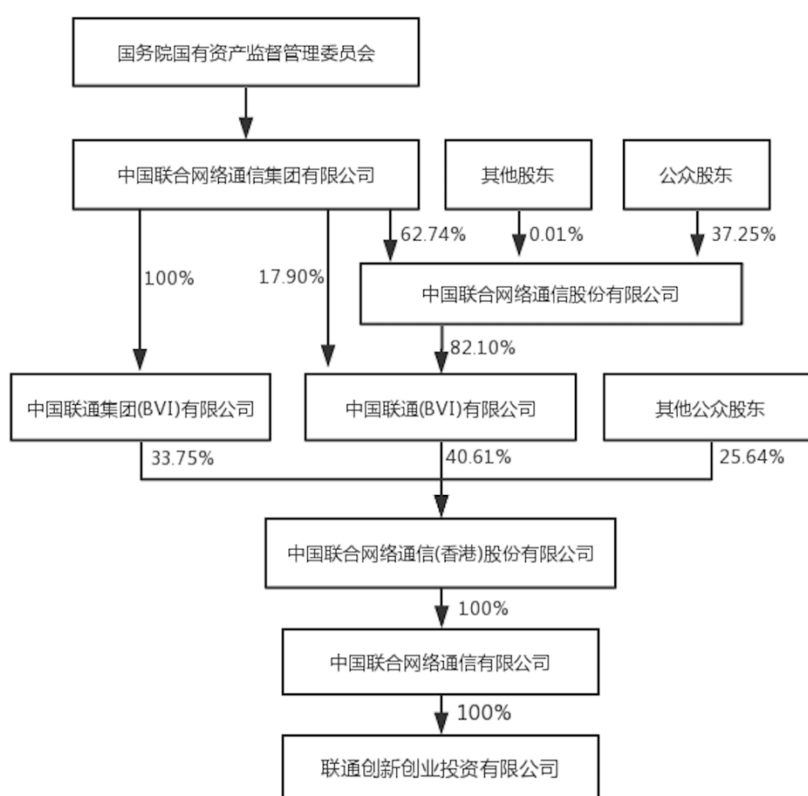 国务院国有资产监督管理委员会
中国联合网络通信集团有限公司
其他股东
公众股东
62.74%
0.01%
37.25%
100%
17.90%
中国联合网络通信股份有限公司
82.10%
中国联通集团(BVI)有限公司
中国联通(BVI)有限公司
其他公众股东
33.75%
40.61%
25.64%
中国联合网络通信(香港)股份有限公司
100%
中国联合网络通信有限公司
100%
联通创新创业投资有限公司